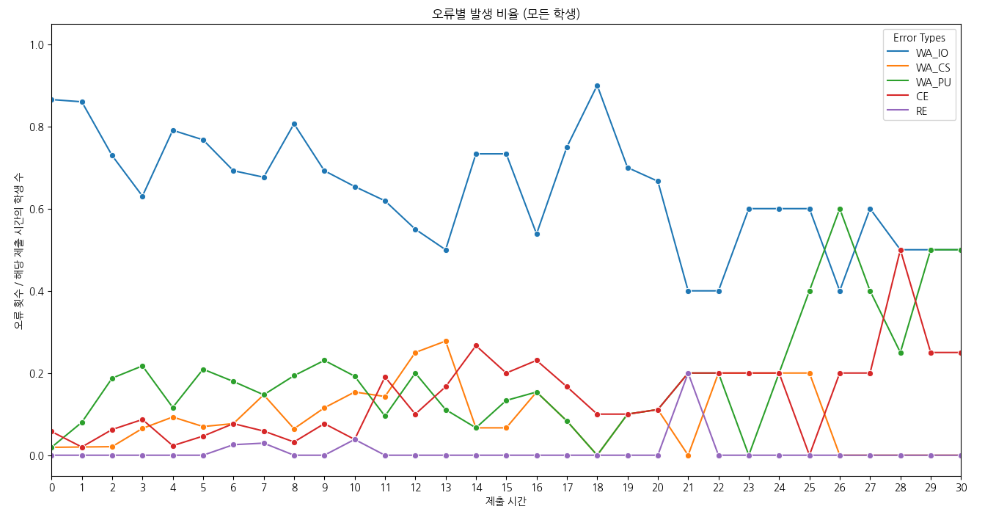 오류별 발생 비율 (모든 학생)
오류 횟수 / 해당 제출 시간의 학생 수
1.0
0.8
0.6
0.4
0.2
0.0
Error Types
WA_IO
WA_CS
WA_PU
CE
RE
0 1 2 3 4 5 6 7 8 9 10 11 12 13 14 15 16 17 18 19 20 21 22 23 24 25 26 27 28 29 30
제출 시간